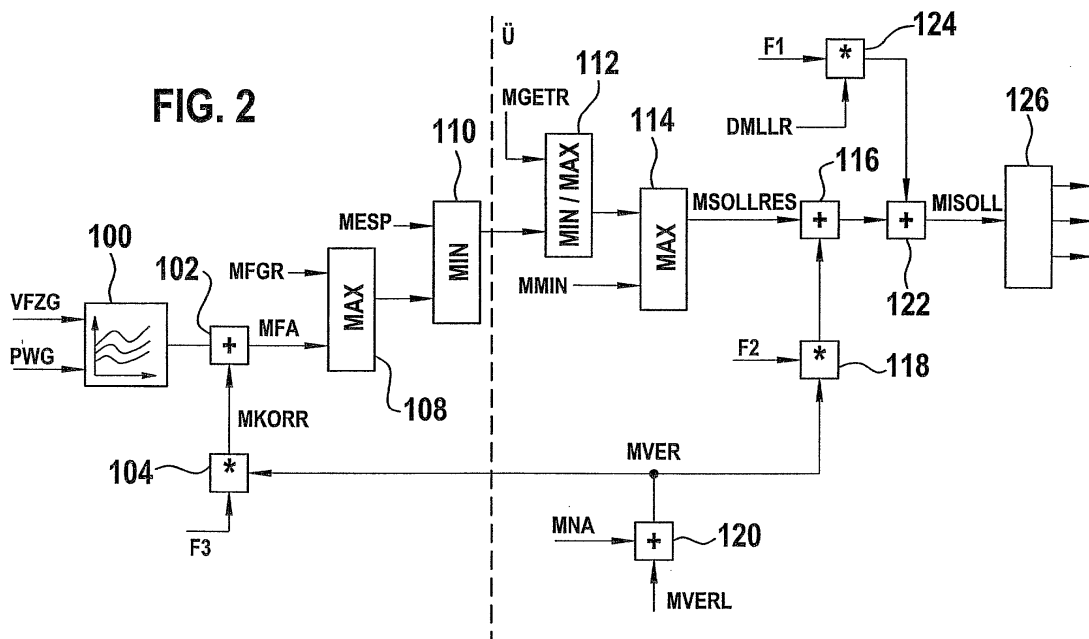 Ü
F1
*
124
FIG. 2
MGETR
112
DMLLR
126
110
MIN / MAX
114
116
MSOLLRES
+
+
MISOLL
122
MESP
MIN
MAX
MMIN
100
102
MFGR
VFZG
MFA
MAX
PWG
+
108
F2
*
118
MKORR
104
*
MVER
F3
MNA
+
120
MVERL